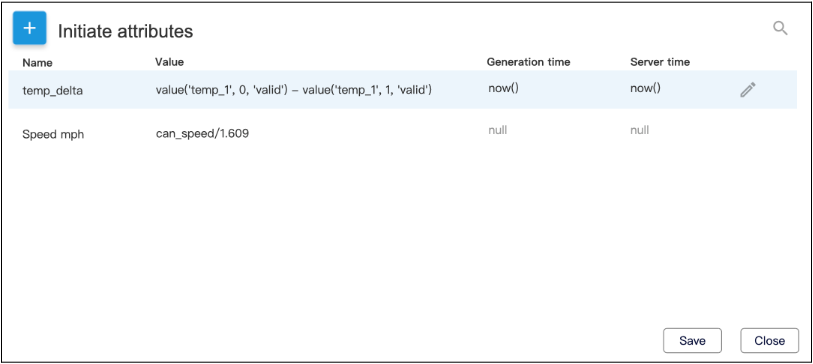 + Initiate attributes
Name Value Generation time Server time
temp_delta value('temp_1', 0, 'valid') – value('temp_1', 1, 'valid') now() now()
Speed mph can_speed/1.609 null null
Save Close